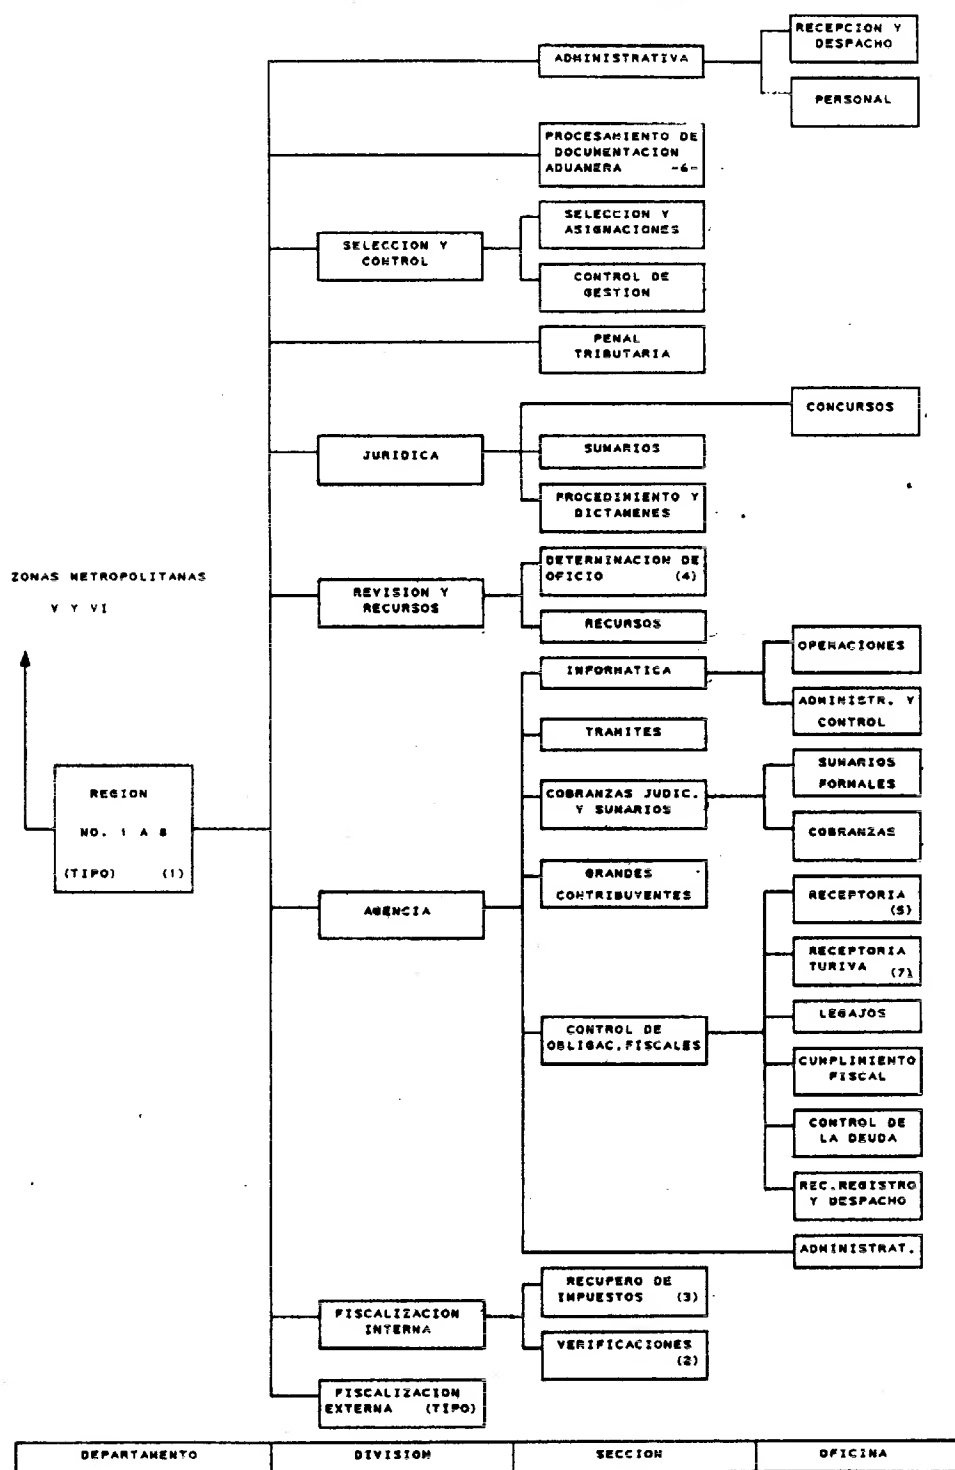 RECEPCION Y
DESPACHO
ADMINISTRATIVA
PERSONAL
PROCESAMIENTO DE
DOCUMENTACION
ADUANERA -6-
SELECCION Y
ASIGNACIONES
SELECCION Y
CONTROL
CONTROL DE
GESTION
PENAL
TRIBUTARIA
CONCURSOS
JURIDICA
SUMARIOS
PROCEDIMIENTO Y
DICTAMENES
DETERMINACION DE
OFICIO (4)
ZONAS METROPOLITANAS
V Y VI
REVISION Y
RECURSOS
RECURSOS
OPERACIONES
INFORMATICA
ADMINISTR. Y
CONTROL
TRAMITES
SUMARIOS
FORMALES
REGION
NO. 1 A 8
(TIPO) (1)
COBRANZAS JUDIC.
Y SUMARIOS
COBRANZAS
GRANDES
CONTRIBUYENTES
AGENCIA
RECEPTORIA
(5)
RECEPTORIA
TURIVA (7)
LEGAJOS
CONTROL DE
OBLIGAC.FISCALES
CUMPLIMIENTO
FISCAL
CONTROL DE
LA DEUDA
REC.REGISTRO
Y DESPACHO
ADMINISTRAT.
RECUPERO DE
IMPUESTOS (3)
FISCALIZACION
INTERNA
VERIFICACIONES
(2)
FISCALIZACION
EXTERNA (TIPO)
DEPARTAMENTO DIVISION SECCION OFICINA